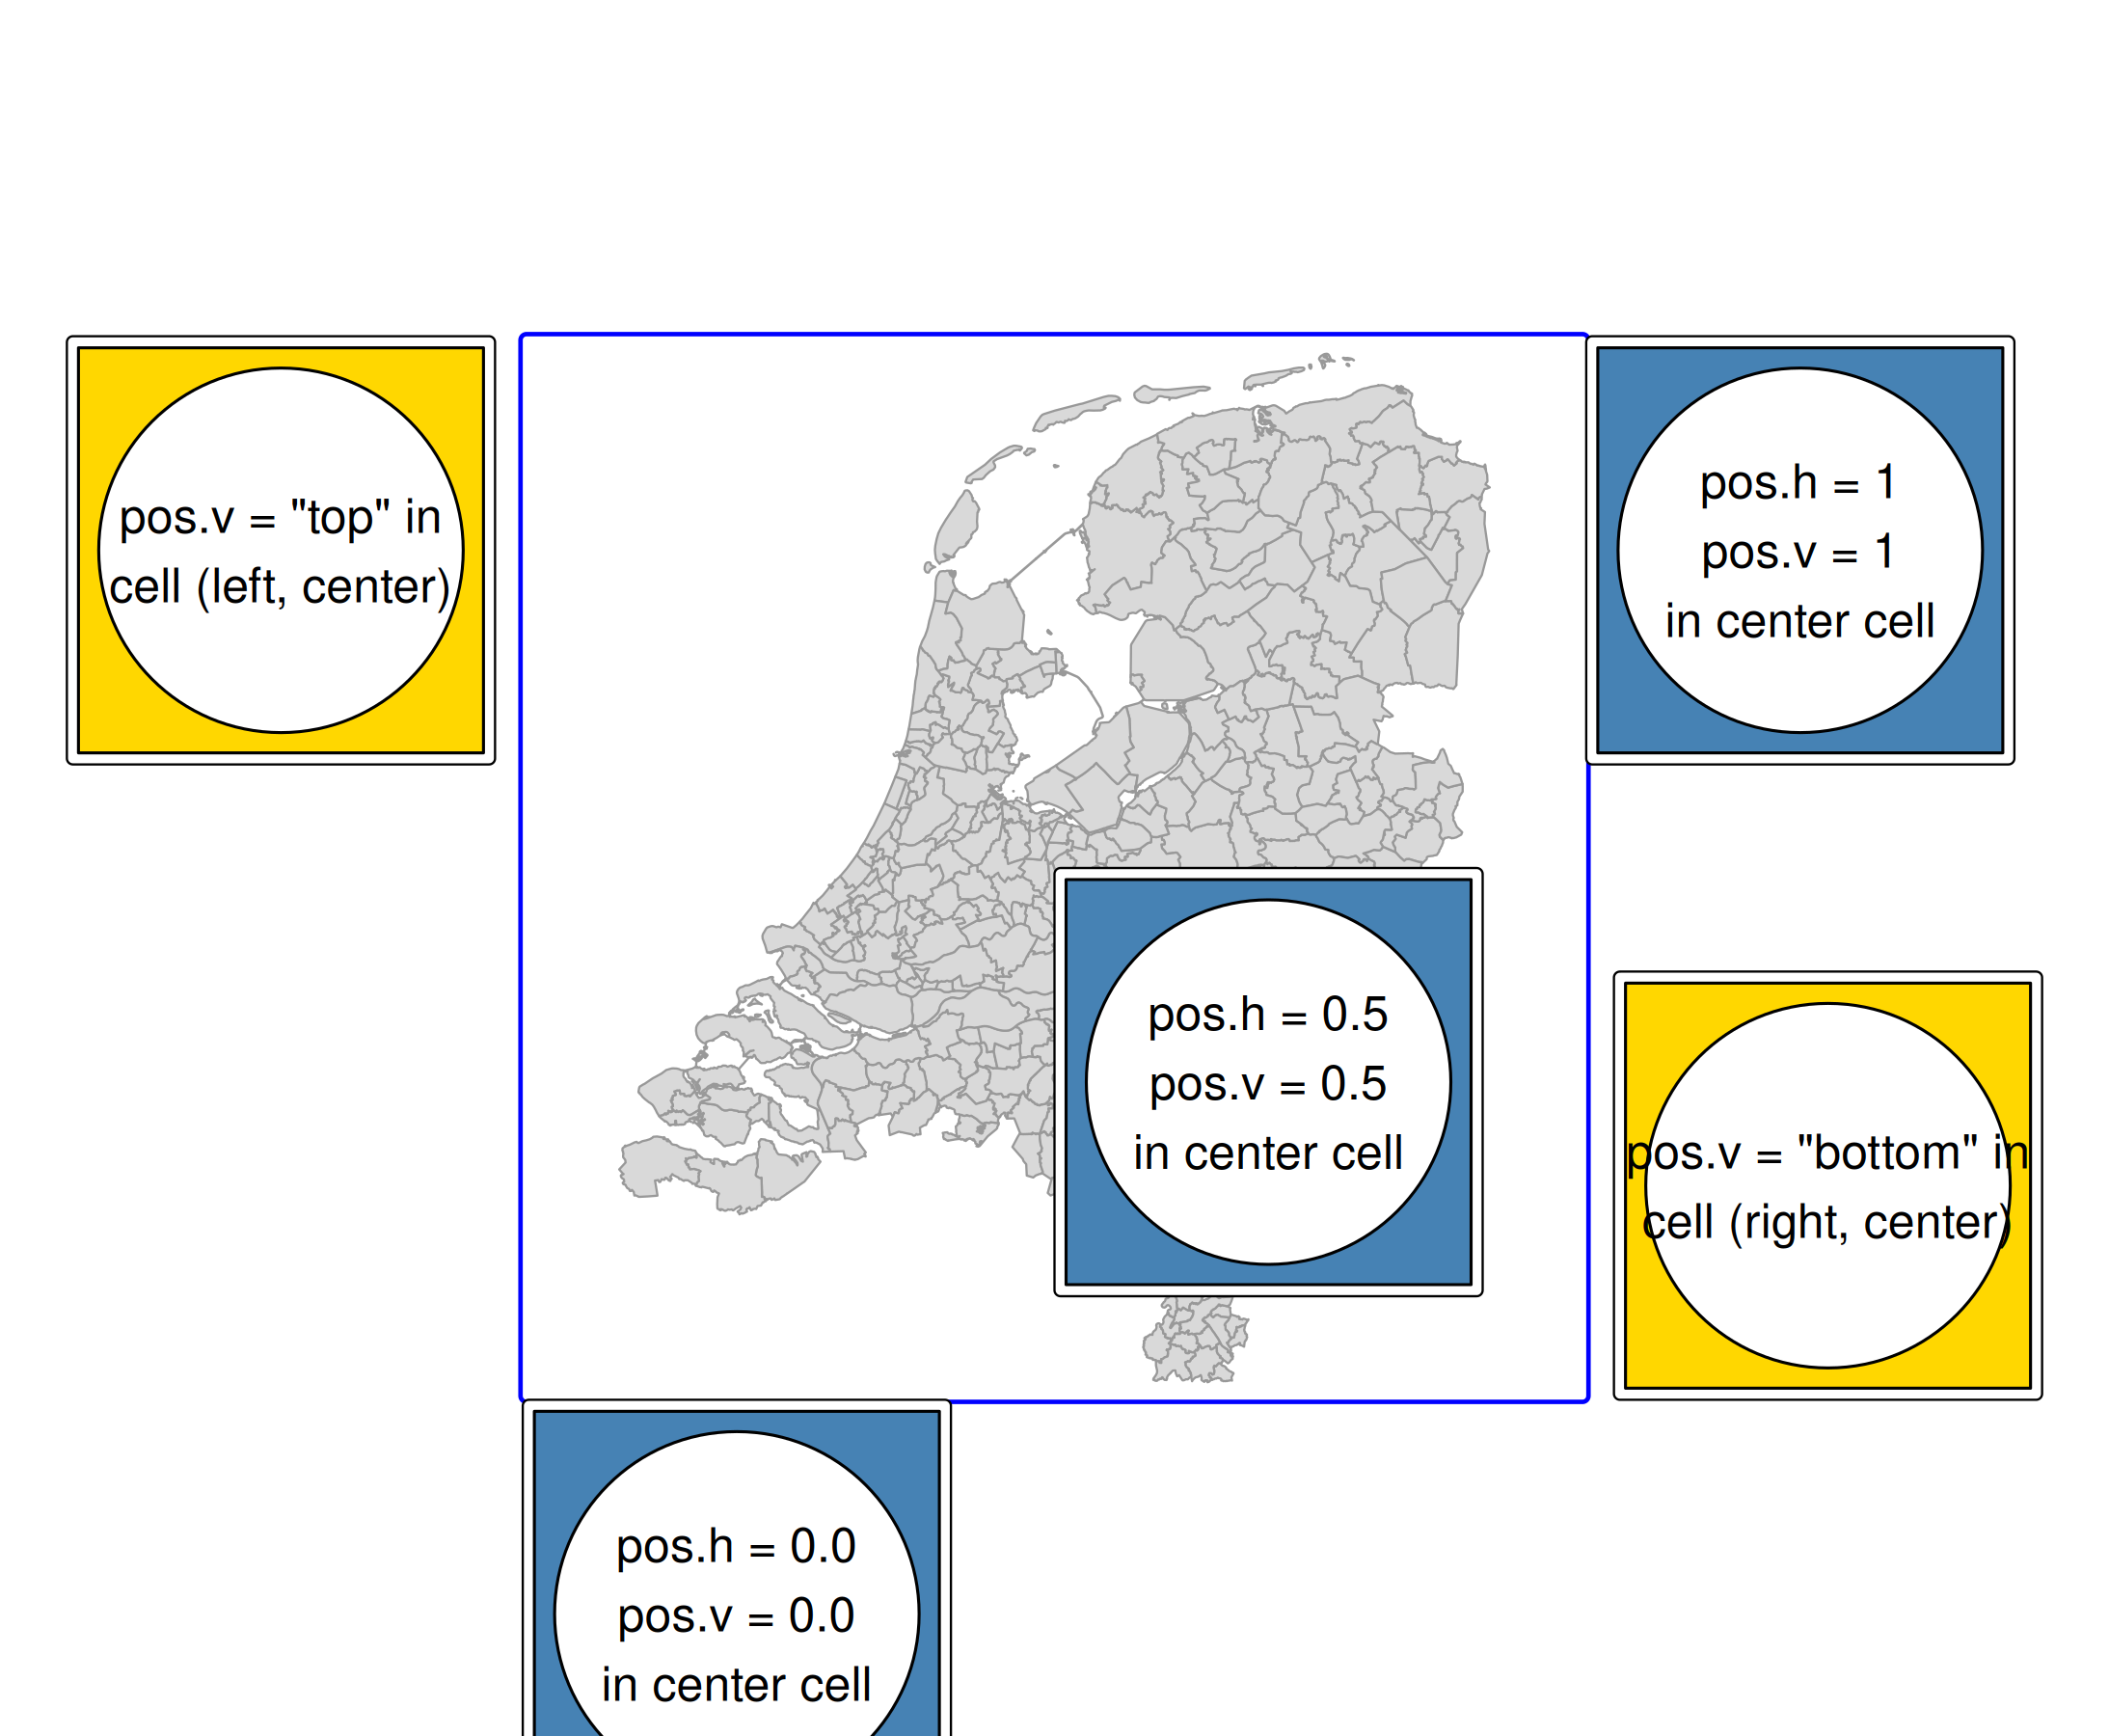 pos.v = "top" in
cell (left, center)
pos.h = 1
pos.v = 1
in center cell
pos.h = 0.5
pos.v = 0.5
in center cell
pos.v = "bottom" in
cell (right, center)
pos.h = 0.0
pos.v = 0.0
in center cell